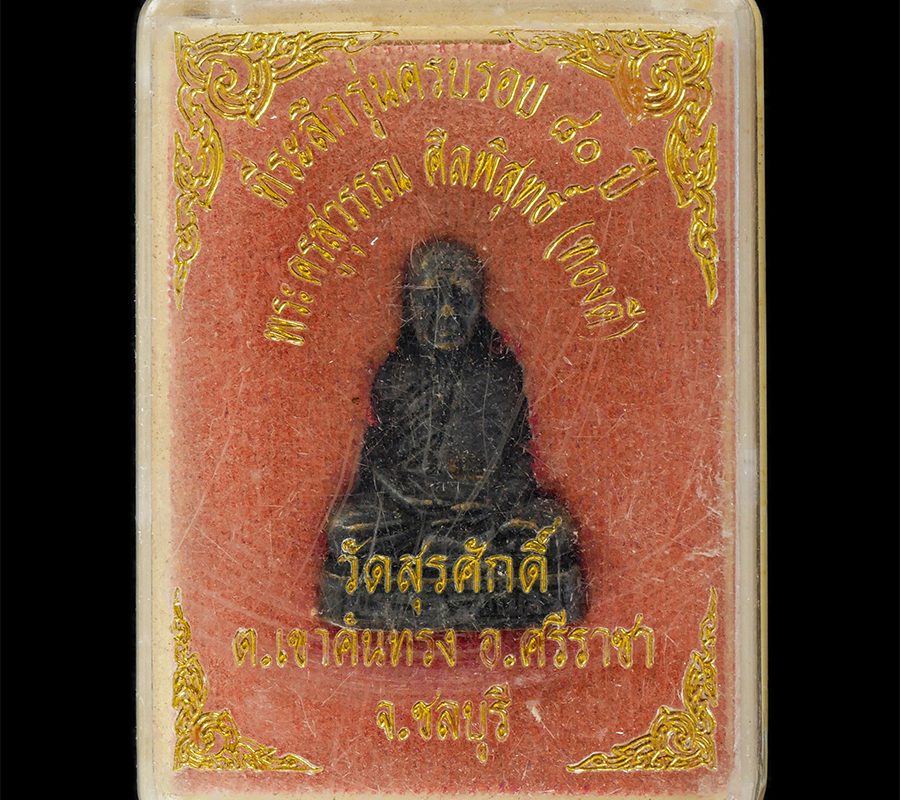 ที่ระลึกรุ่นครบรอบ ๘๐ ปี
พระครูสุวรรณ ศีลพิสุทธิ์ (ทองดี)
วัดสุรศักดิ์
ต.เขาคันทรง อ.ศรีราชา
จ.ชลบุรี